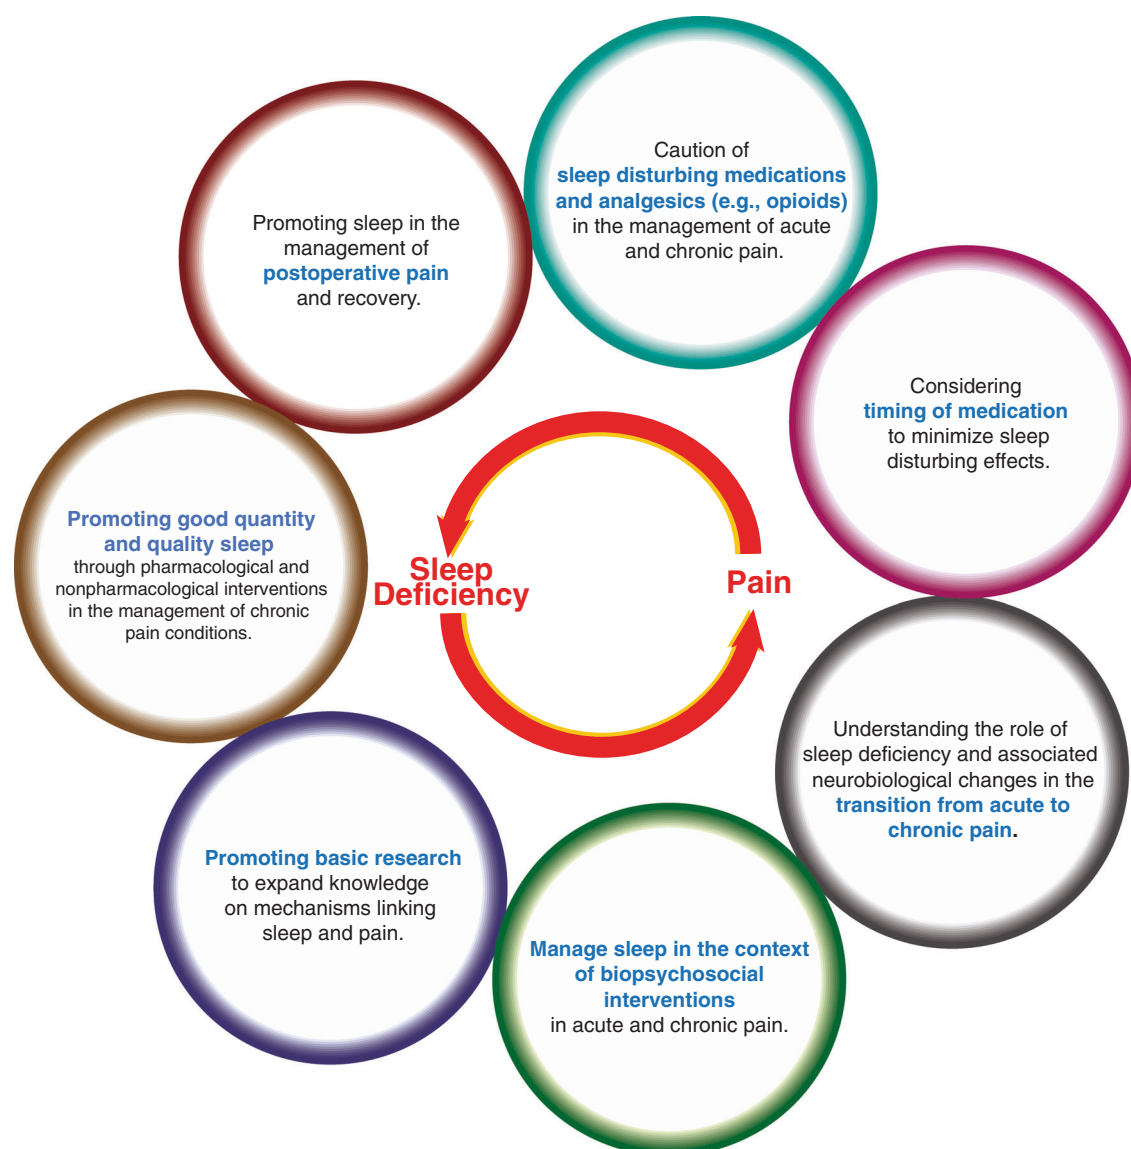 Caution of
sleep disturbing medications
and analgesics (e.g., opioids)
in the management of acute
and chronic pain.
Promoting sleep in the
management of
postoperative pain
and recovery.
Considering
timing of medication
to minimize sleep
disturbing effects.
Promoting good quantity
and quality sleep
through pharmacological and
nonpharmacological interventions
in the management of chronic
pain conditions.
Sleep
Deficiency
Pain
Understanding the role of
sleep deficiency and associated
neurobiological changes in the
transition from acute to
chronic pain.
Promoting basic research
to expand knowledge
on mechanisms linking
sleep and pain.
Manage sleep in the context
of biopsychosocial
interventions
in acute and chronic pain.